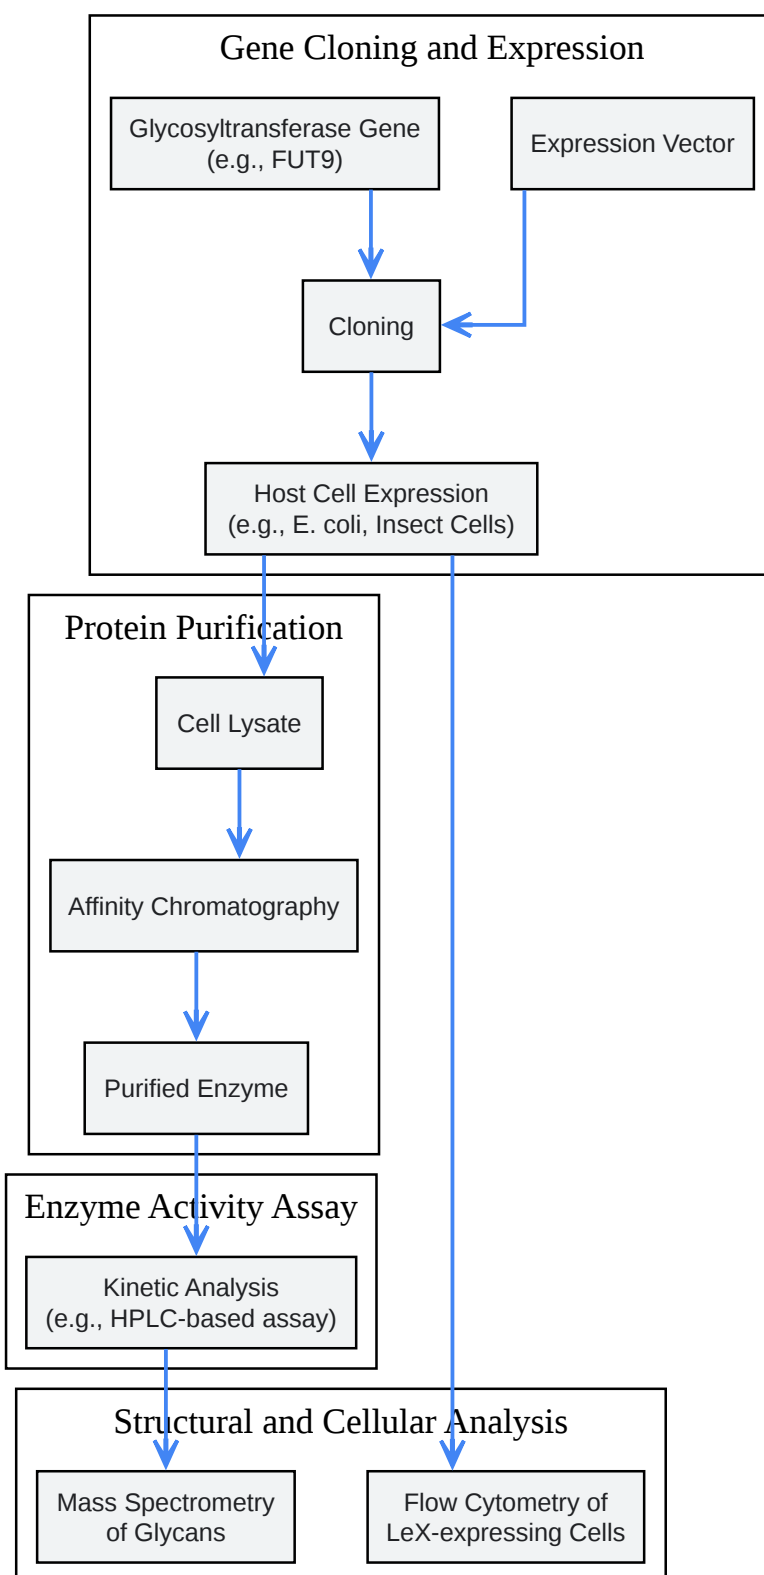 Gene Cloning and Expression
Glycosyltransferase Gene
(e.g., FUT9)
Expression Vector
Cloning
Host Cell Expression
(e.g., E. coli, Insect Cells)
Protein Purification
Cell Lysate
Affinity Chromatography
Purified Enzyme
Enzyme Activity Assay
Kinetic Analysis
(e.g., HPLC-based assay)
Structural and Cellular Analysis
Mass Spectrometry
of Glycans
Flow Cytometry of
LeX-expressing Cells